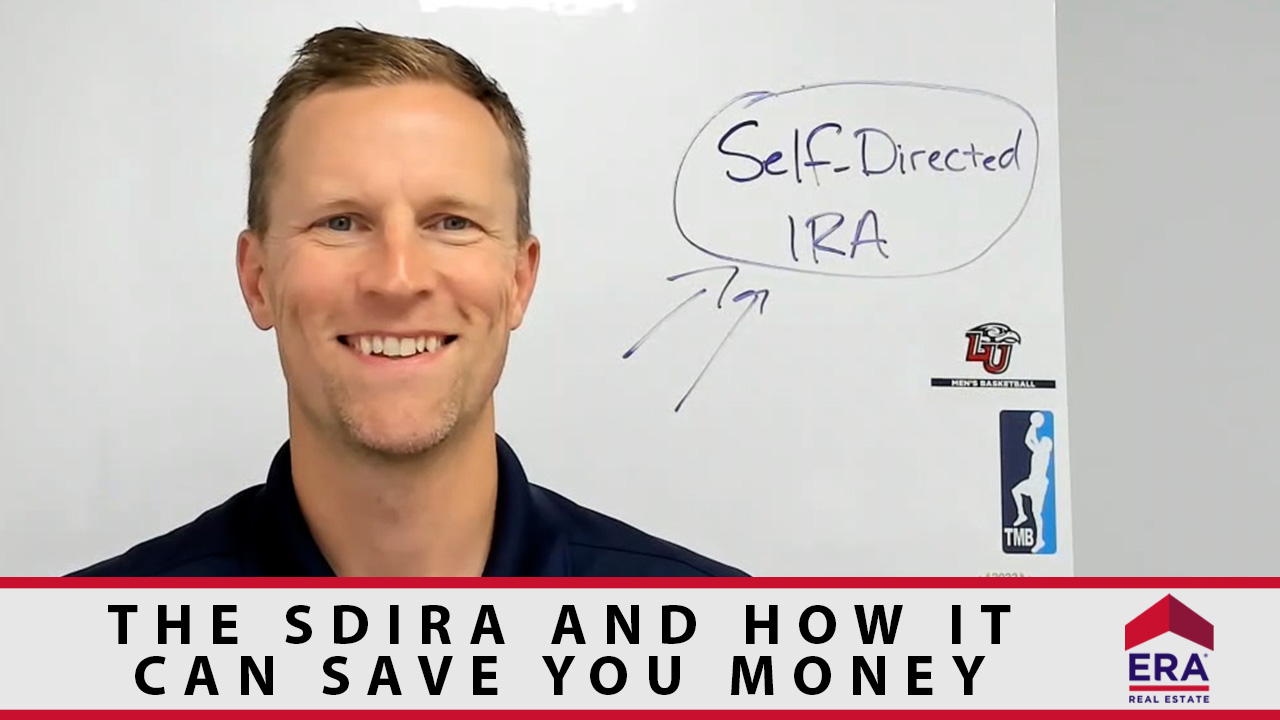 Self-Directed
IRA
LU
MEN'S BASKETBALL
TMB
THE SDIRA AND HOW IT
CAN SAVE YOU MONEY
ERA
REAL ESTATE